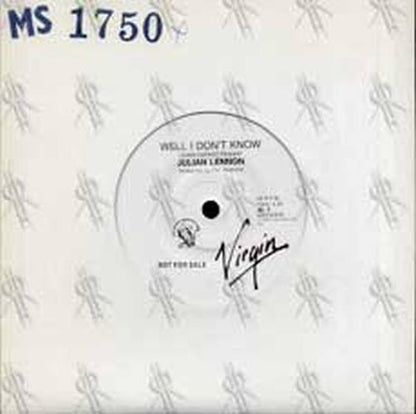 MS 1750
WELL I DON'T KNOW
JULIAN LENNON
NOT FOR SALE
Virgin